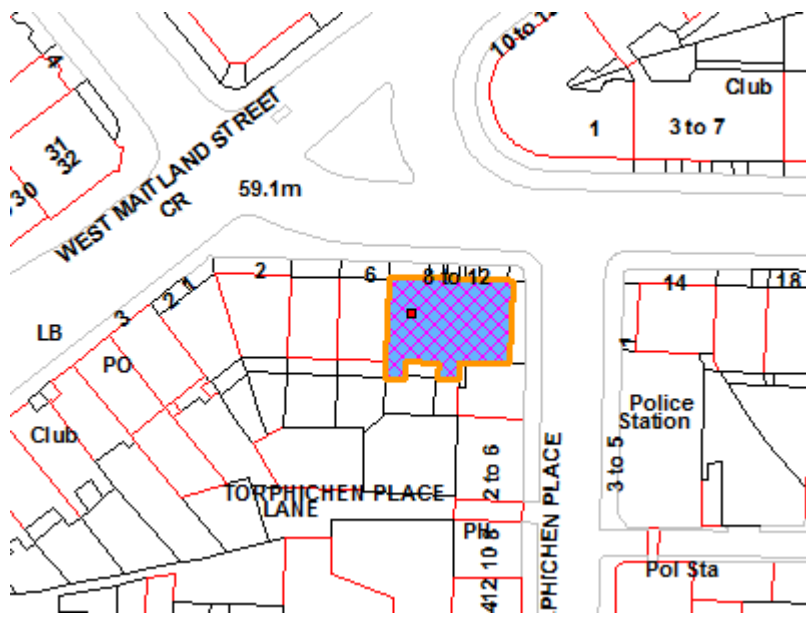 4
10 to 12
Club
31
32
30
WEST MAITLAND STREET
CR
59.1m
1
3 to 7
2
6
8 to 12
14
18
2 1
3
LB
PO
1
Club
Police
Station
3 to 5
2 to 6
TORPHICHEN PLACE
LANE
PHICHEN PLACE
PH
8
10
412
Pol Sta